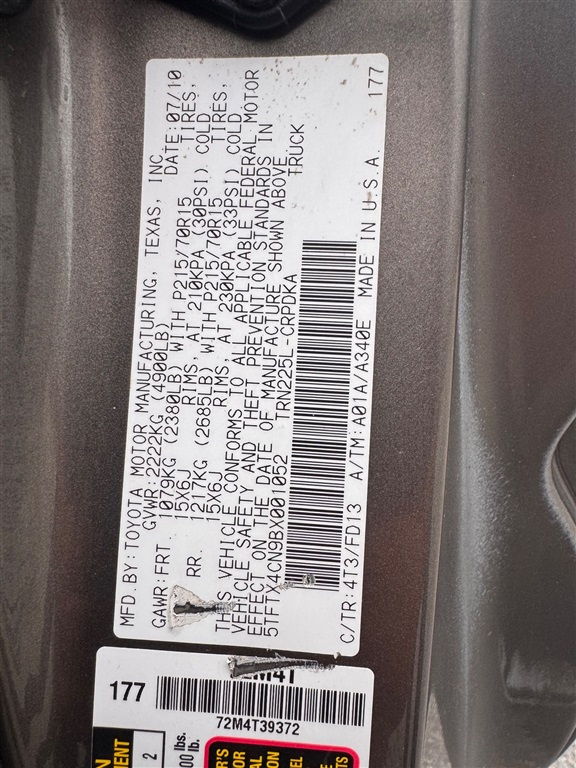 MFD.BY:TOYOTA MOTOR MANUFACTURING, TEXAS, INC.
GVWR:2222KG (4900LB) DATE:07/10
GAWR:FRT 1079KG (2380LB) WITH P215/70R15 TIRES,
15X6J RIMS, AT 210KPA (30PSI) COLD
RR. 1217KG (2685LB) WITH P215/70R15 TIRES,
15X6J RIMS, AT 230KPA (33PSI) COLD
THIS VEHICLE CONFORMS TO ALL APPLICABLE FEDERAL MOTOR
VEHICLE SAFETY AND THEFT PREVENTION STANDARDS IN
EFFECT ON THE DATE OF MANUFACTURE SHOWN ABOVE.
5TFTX4CN9BX001052 TRN225L-CRPDKA TRUCK
C/TR:4T3/FD13 A/TM:A01A/A340E MADE IN U.S.A. 177
M4T
177
72M4T39372